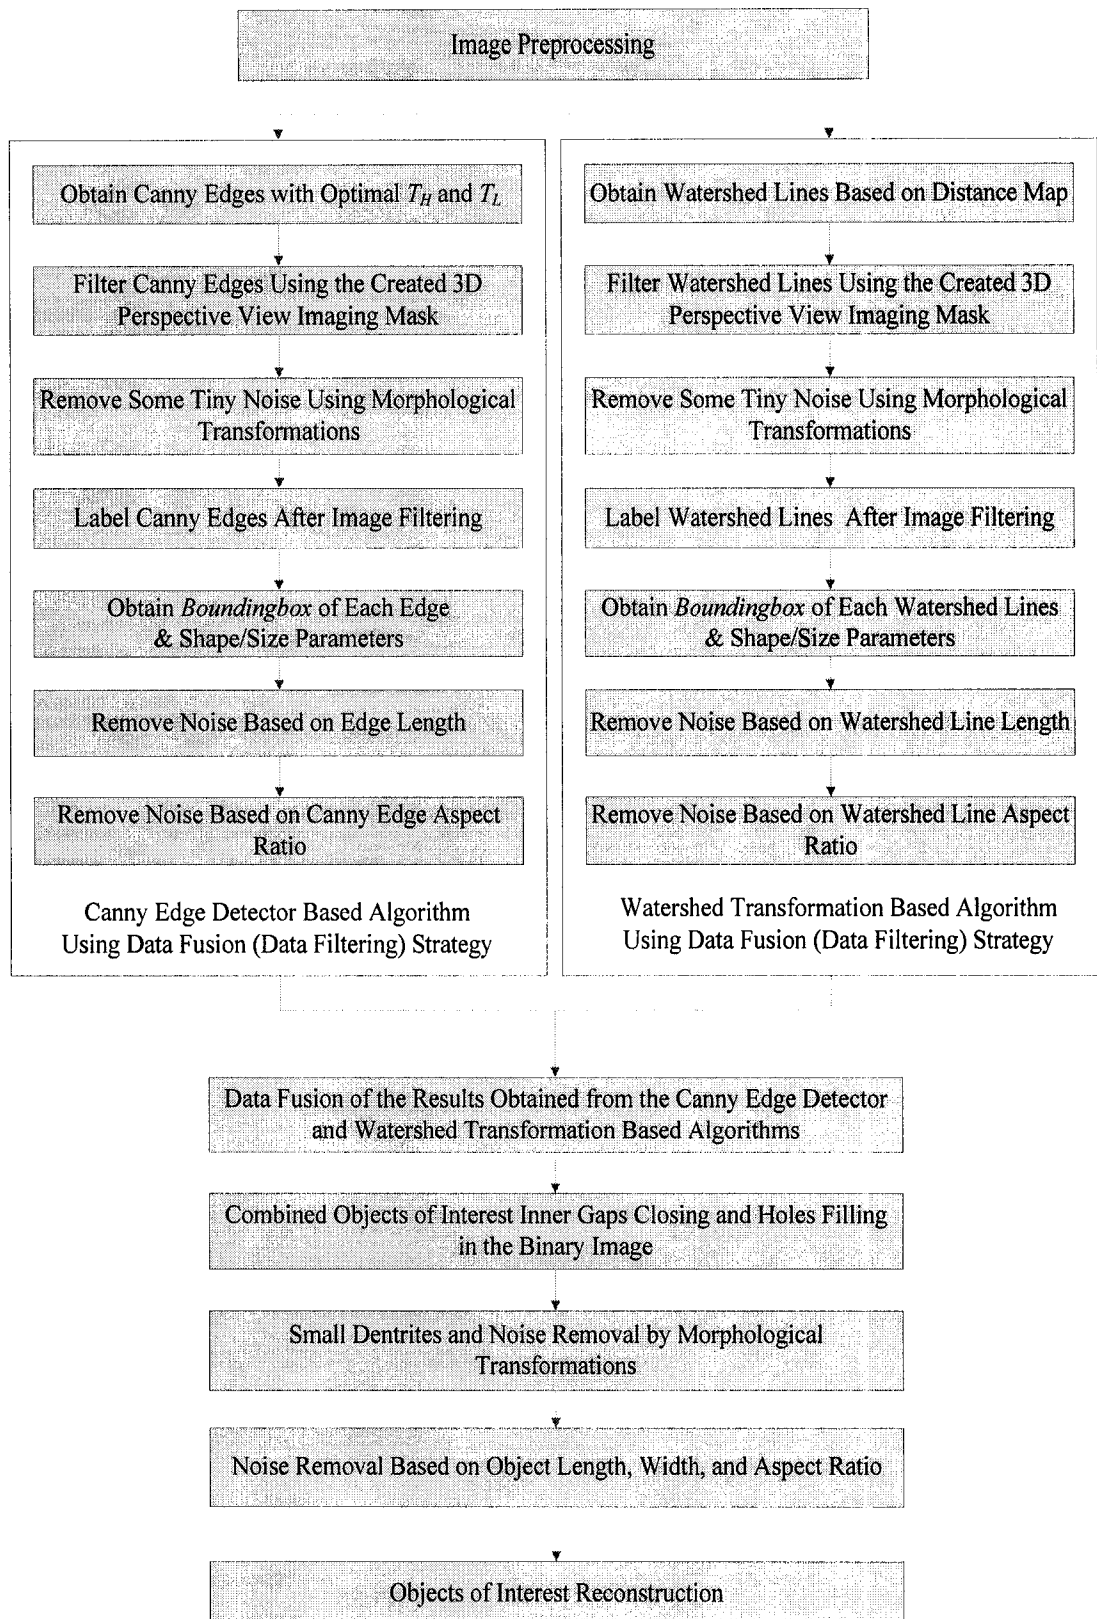 Image Preprocessing
Obtain Canny Edges with Optimal T_H and T_L
Filter Canny Edges Using the Created 3D
Perspective View Imaging Mask
Remove Some Tiny Noise Using Morphological
Transformations
Label Canny Edges After Image Filtering
Obtain Boundingbox of Each Edge
& Shape/Size Parameters
Remove Noise Based on Edge Length
Remove Noise Based on Canny Edge Aspect
Ratio
Canny Edge Detector Based Algorithm
Using Data Fusion (Data Filtering) Strategy
Obtain Watershed Lines Based on Distance Map
Filter Watershed Lines Using the Created 3D
Perspective View Imaging Mask
Remove Some Tiny Noise Using Morphological
Transformations
Label Watershed Lines After Image Filtering
Obtain Boundingbox of Each Watershed Lines
& Shape/Size Parameters
Remove Noise Based on Watershed Line Length
Remove Noise Based on Watershed Line Aspect
Ratio
Watershed Transformation Based Algorithm
Using Data Fusion (Data Filtering) Strategy
Data Fusion of the Results Obtained from the Canny Edge Detector
and Watershed Transformation Based Algorithms
Combined Objects of Interest Inner Gaps Closing and Holes Filling
in the Binary Image
Small Dentrites and Noise Removal by Morphological
Transformations
Noise Removal Based on Object Length, Width, and Aspect Ratio
Objects of Interest Reconstruction